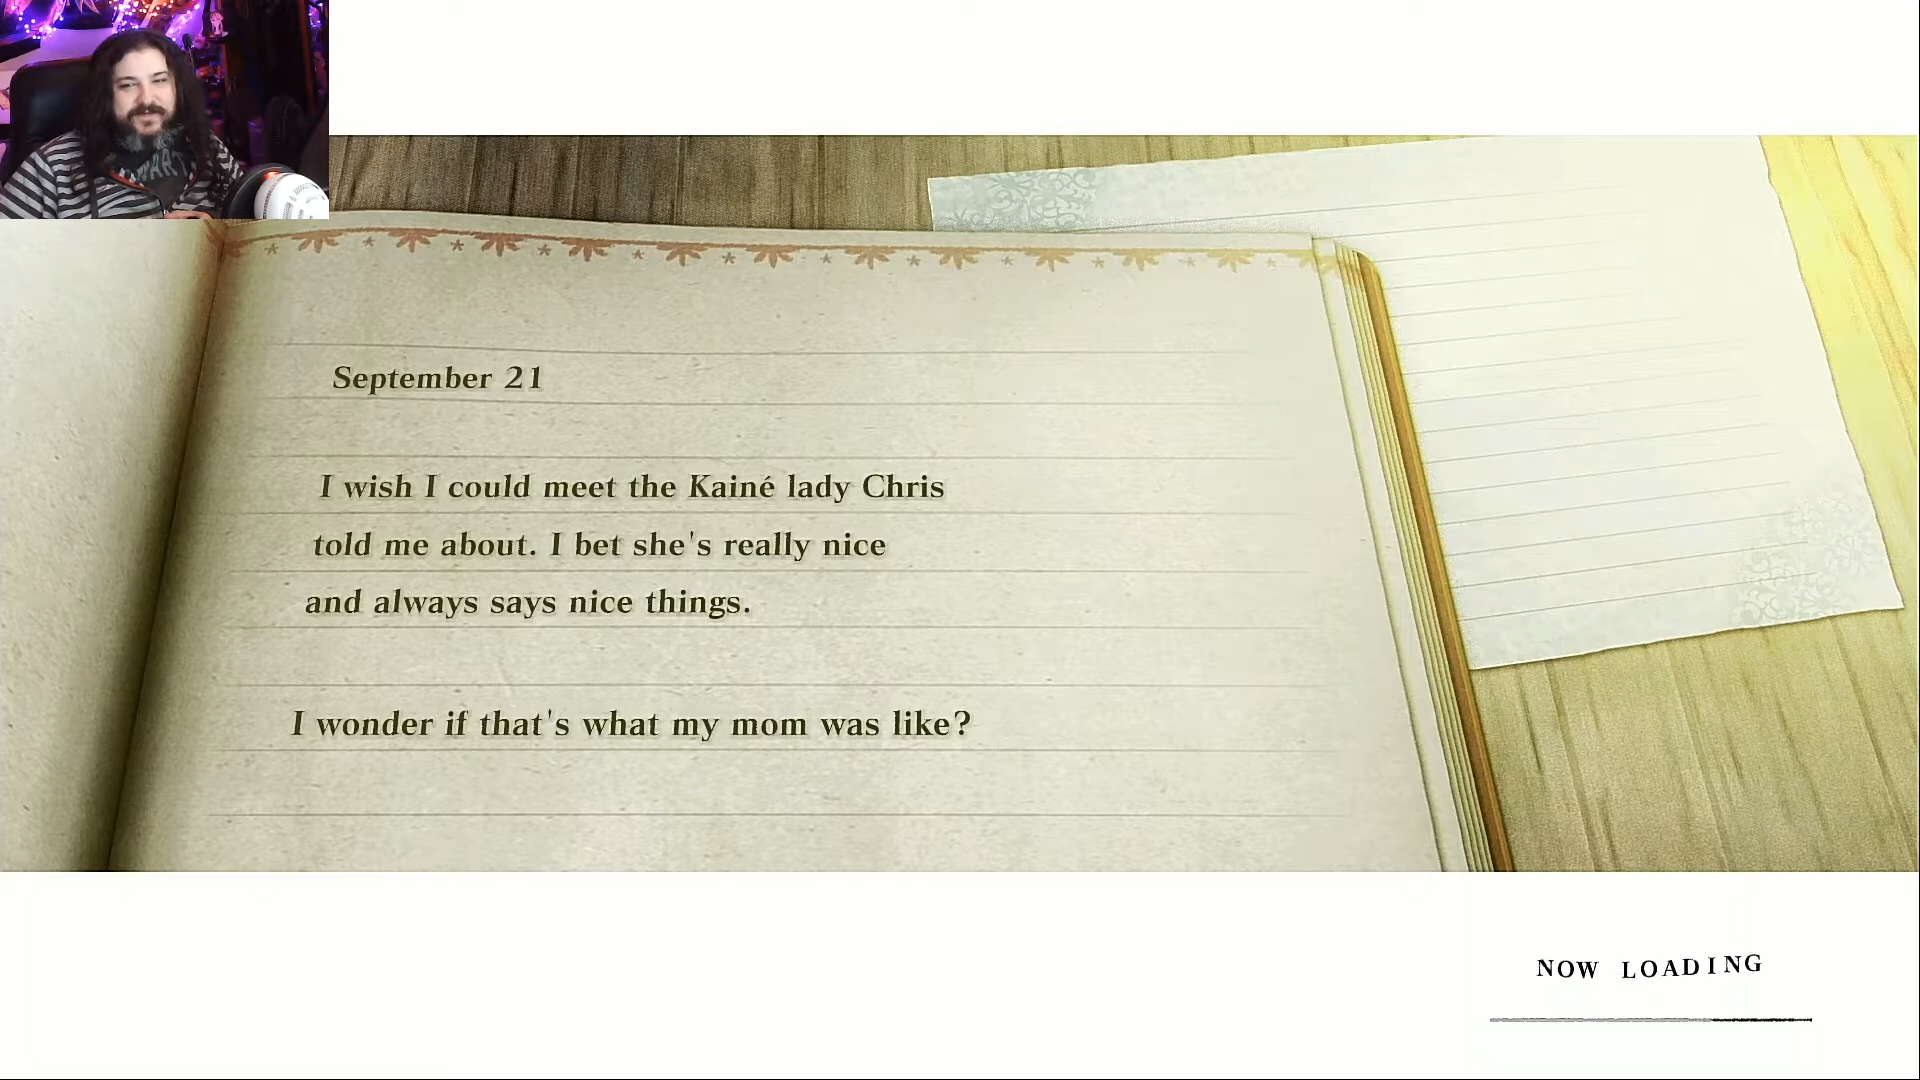 September 21
I wish I could meet the Kainé lady Chris
told me about. I bet she's really nice
and always says nice things.
I wonder if that's what my mom was like?
NOW LOADING